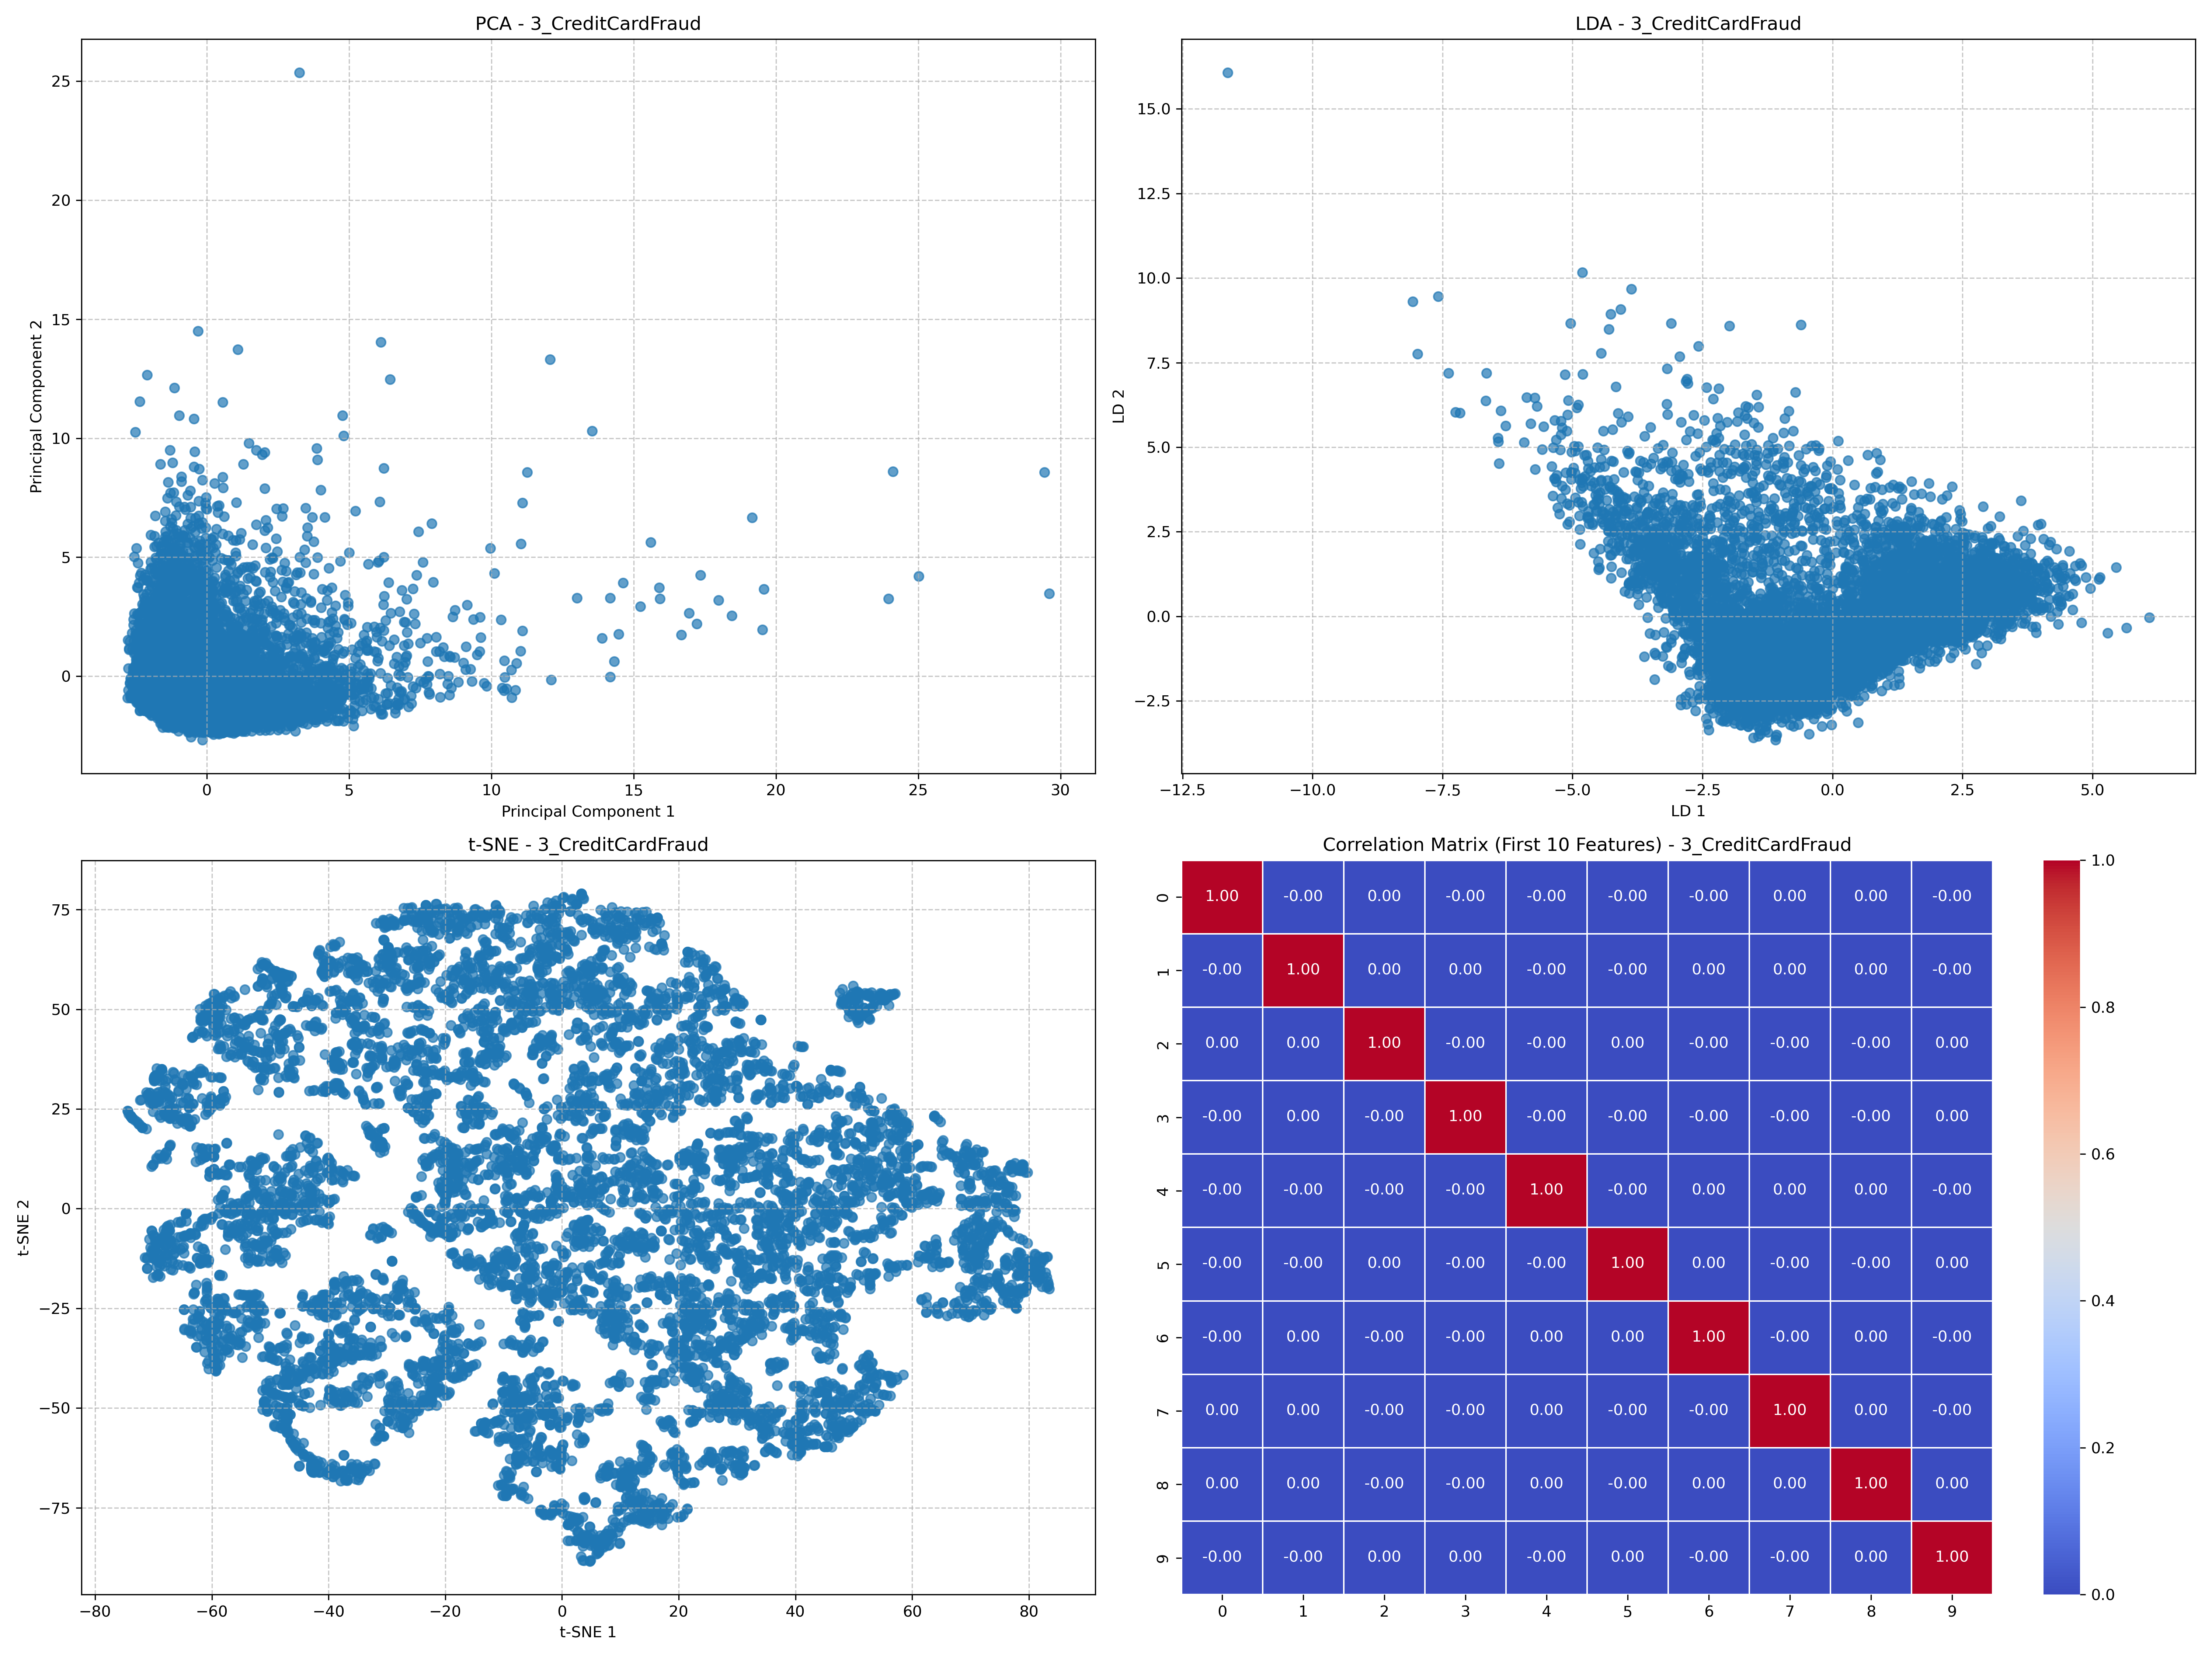 PCA - 3_CreditCardFraud
25
20
15
10
5
0
Principal Component 2
0 5 10 15 20 25 30
Principal Component 1
LDA - 3_CreditCardFraud
15.0
12.5
10.0
7.5
5.0
2.5
0.0
−2.5
LD 2
−12.5 −10.0 −7.5 −5.0 −2.5 0.0 2.5 5.0
LD 1
t-SNE - 3_CreditCardFraud
75
50
25
0
−25
−50
−75
t-SNE 2
−80 −60 −40 −20 0 20 40 60 80
t-SNE 1
Correlation Matrix (First 10 Features) - 3_CreditCardFraud
0 1.00 -0.00 0.00 -0.00 -0.00 -0.00 -0.00 0.00 0.00 -0.00
1 -0.00 1.00 0.00 0.00 -0.00 -0.00 0.00 0.00 0.00 -0.00
2 0.00 0.00 1.00 -0.00 -0.00 0.00 -0.00 -0.00 -0.00 0.00
3 -0.00 0.00 -0.00 1.00 -0.00 -0.00 -0.00 -0.00 -0.00 0.00
4 -0.00 -0.00 -0.00 -0.00 1.00 -0.00 0.00 0.00 0.00 -0.00
5 -0.00 -0.00 0.00 -0.00 -0.00 1.00 0.00 -0.00 -0.00 0.00
6 -0.00 0.00 -0.00 -0.00 0.00 0.00 1.00 -0.00 0.00 -0.00
7 0.00 0.00 -0.00 -0.00 0.00 -0.00 -0.00 1.00 0.00 -0.00
8 0.00 0.00 -0.00 -0.00 0.00 -0.00 0.00 0.00 1.00 0.00
9 -0.00 -0.00 0.00 0.00 -0.00 0.00 -0.00 -0.00 0.00 1.00
0 1 2 3 4 5 6 7 8 9
1.0
0.8
0.6
0.4
0.2
0.0